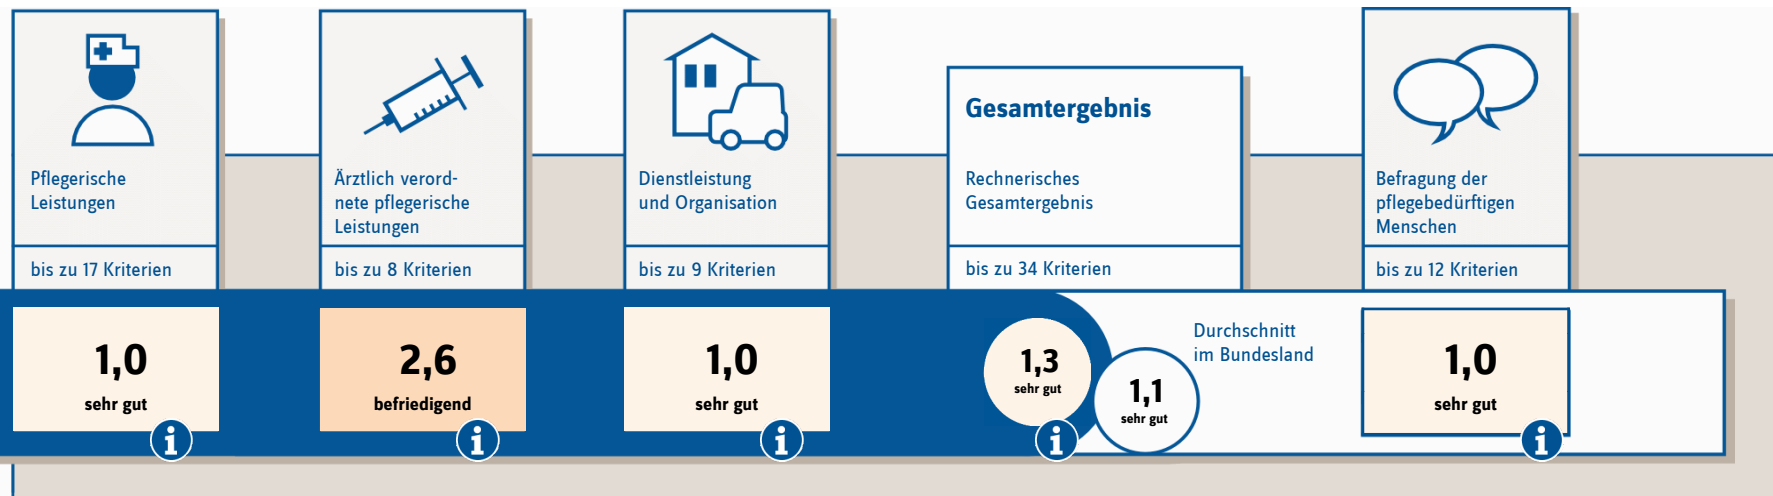 Pflegerische
Leistungen
bis zu 17 Kriterien
1,0
sehr gut
i
Ärztlich verord-
nete pflegerische
Leistungen
bis zu 8 Kriterien
2,6
befriedigend
i
Dienstleistung
und Organisation
bis zu 9 Kriterien
1,0
sehr gut
i
Gesamtergebnis
Rechnerisches
Gesamtergebnis
bis zu 34 Kriterien
1,3
sehr gut
i
Durchschnitt
im Bundesland
1,1
sehr gut
Befragung der
pflegebedürftigen
Menschen
bis zu 12 Kriterien
1,0
sehr gut
i